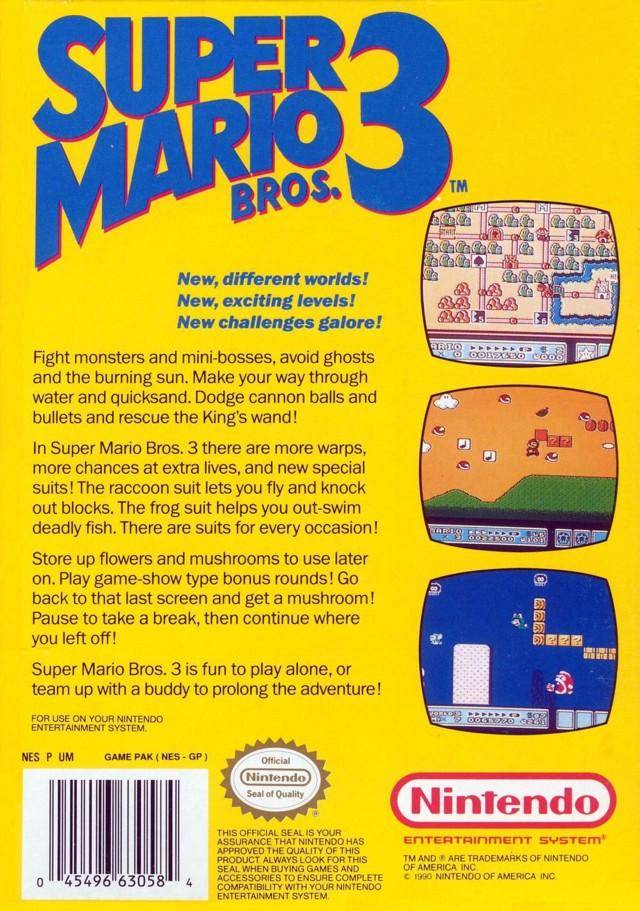 SUPER
MARIO
BROS. 3 TM
New, different worlds!
New, exciting levels!
New challenges galore!
Fight monsters and mini-bosses, avoid ghosts
and the burning sun. Make your way through
water and quicksand. Dodge cannon balls and
bullets and rescue the King's wand!
In Super Mario Bros. 3 there are more warps,
more chances at extra lives, and new special
suits! The raccoon suit lets you fly and knock
out blocks. The frog suit helps you out-swim
deadly fish. There are suits for every occasion!
Store up flowers and mushrooms to use later
on. Play game-show type bonus rounds! Go
back to that last screen and get a mushroom!
Pause to take a break, then continue where
you left off!
Super Mario Bros. 3 is fun to play alone, or
team up with a buddy to prolong the adventure!
FOR USE ON YOUR NINTENDO
ENTERTAINMENT SYSTEM.
NES P UM GAME PAK ( NES - GP )
Official
Nintendo
Seal of Quality
®
THIS OFFICIAL SEAL IS YOUR
ASSURANCE THAT NINTENDO HAS
APPROVED THE QUALITY OF THIS
PRODUCT. ALWAYS LOOK FOR THIS
SEAL WHEN BUYING GAMES AND
ACCESSORIES TO ENSURE COMPLETE
COMPATIBILITY WITH YOUR NINTENDO
ENTERTAINMENT SYSTEM.
0 45496 63058 4
Nintendo
ENTERTAINMENT SYSTEM®
TM AND ® ARE TRADEMARKS OF NINTENDO
OF AMERICA INC.
© 1990 NINTENDO OF AMERICA INC.